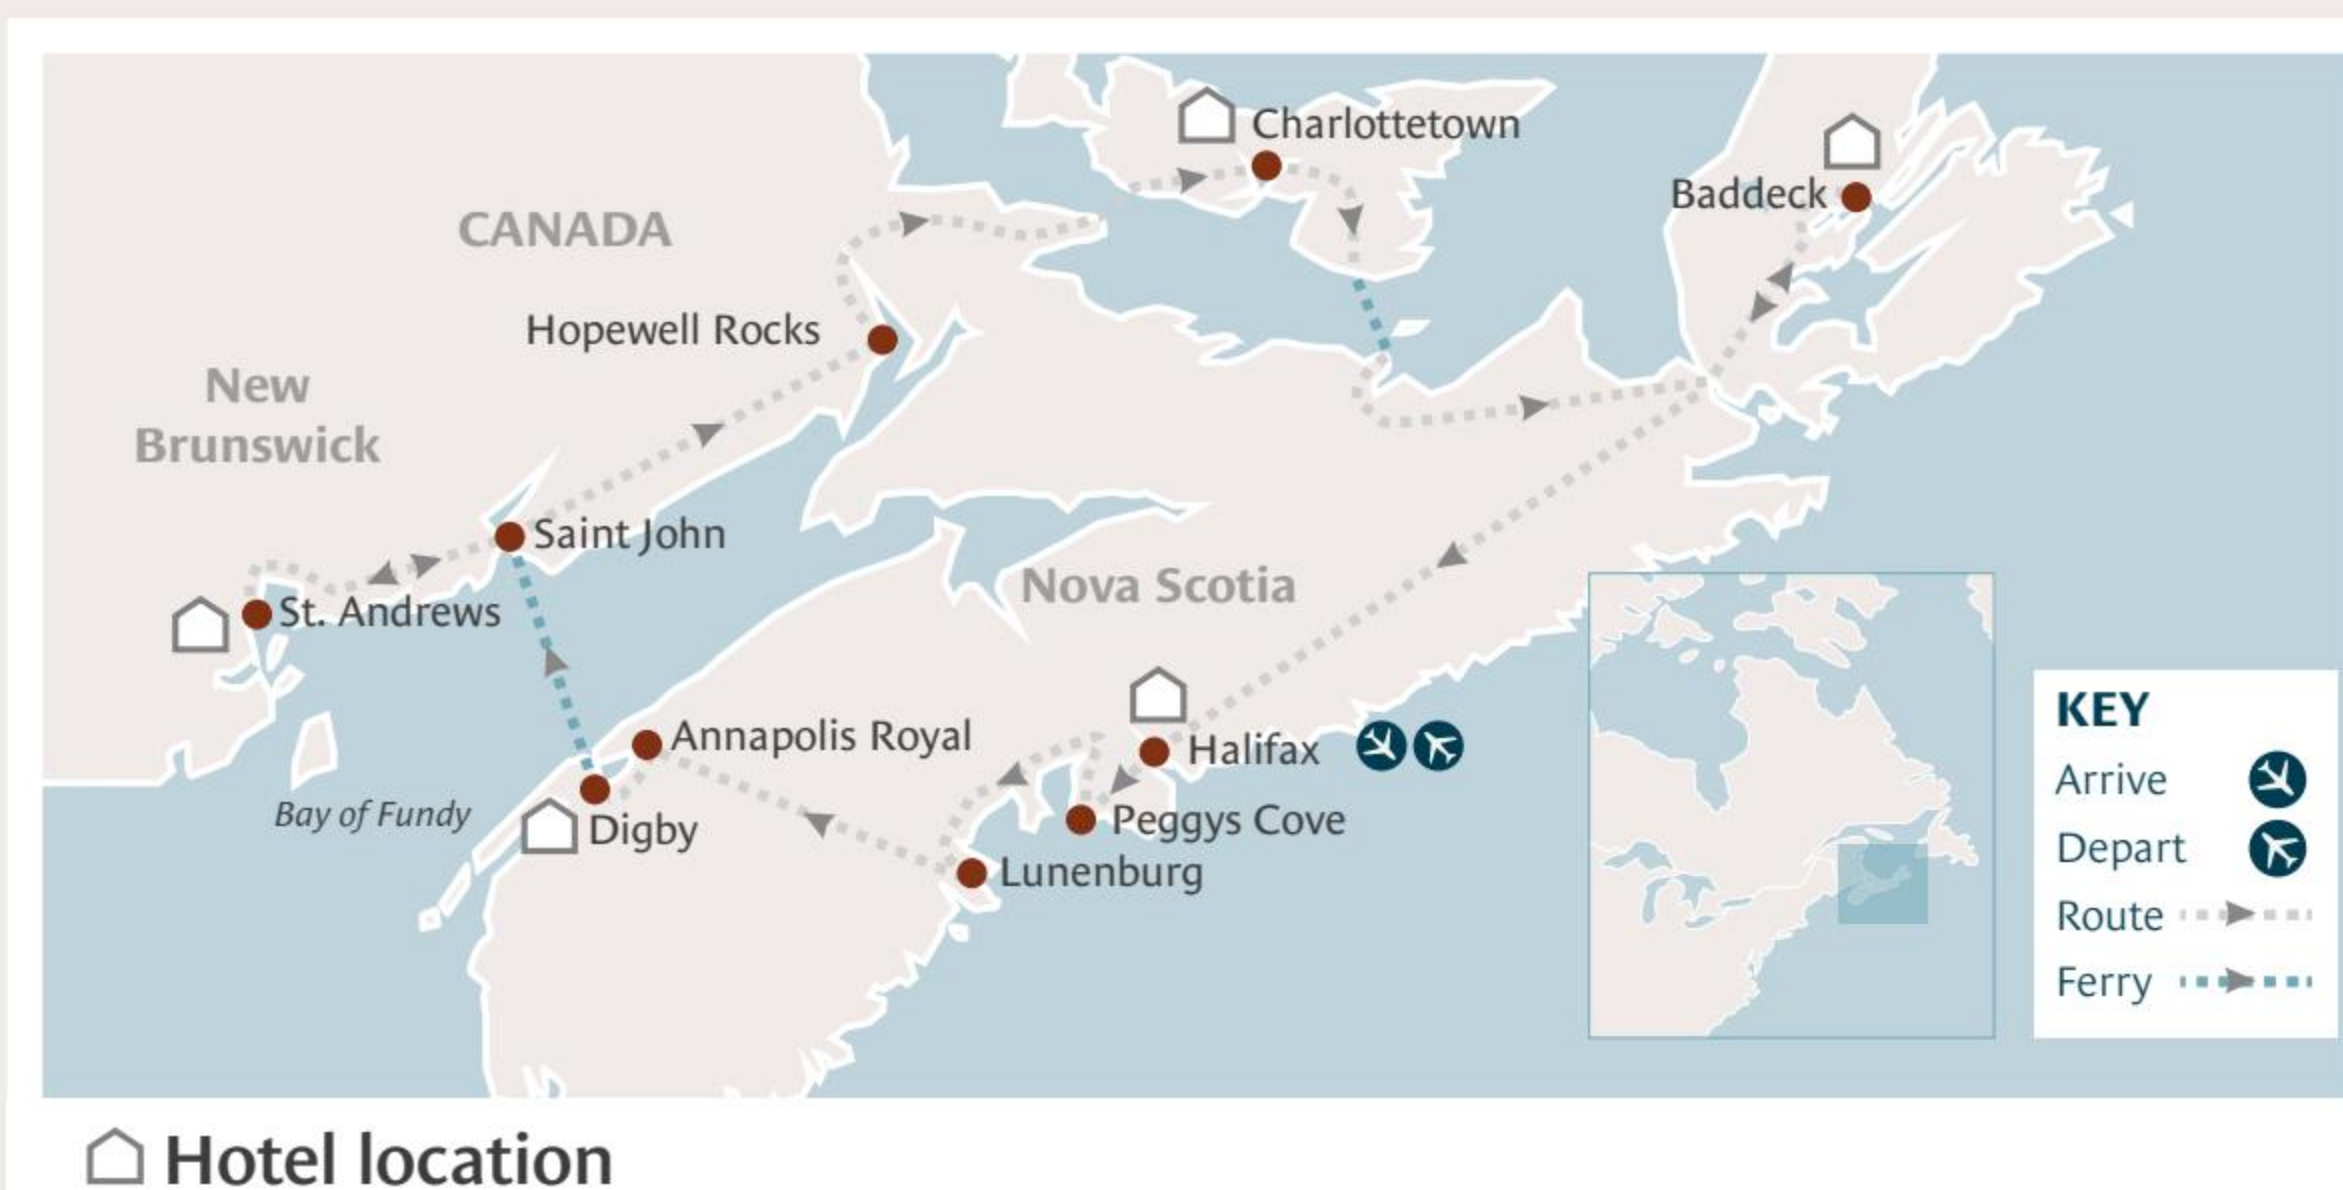 Charlottetown
Baddeck
CANADA
Hopewell Rocks
New
Brunswick
Saint John
Nova Scotia
St. Andrews
Annapolis Royal
Halifax
Bay of Fundy
Digby
Peggys Cove
Lunenburg
KEY
Arrive
Depart
Route
Ferry
Hotel location